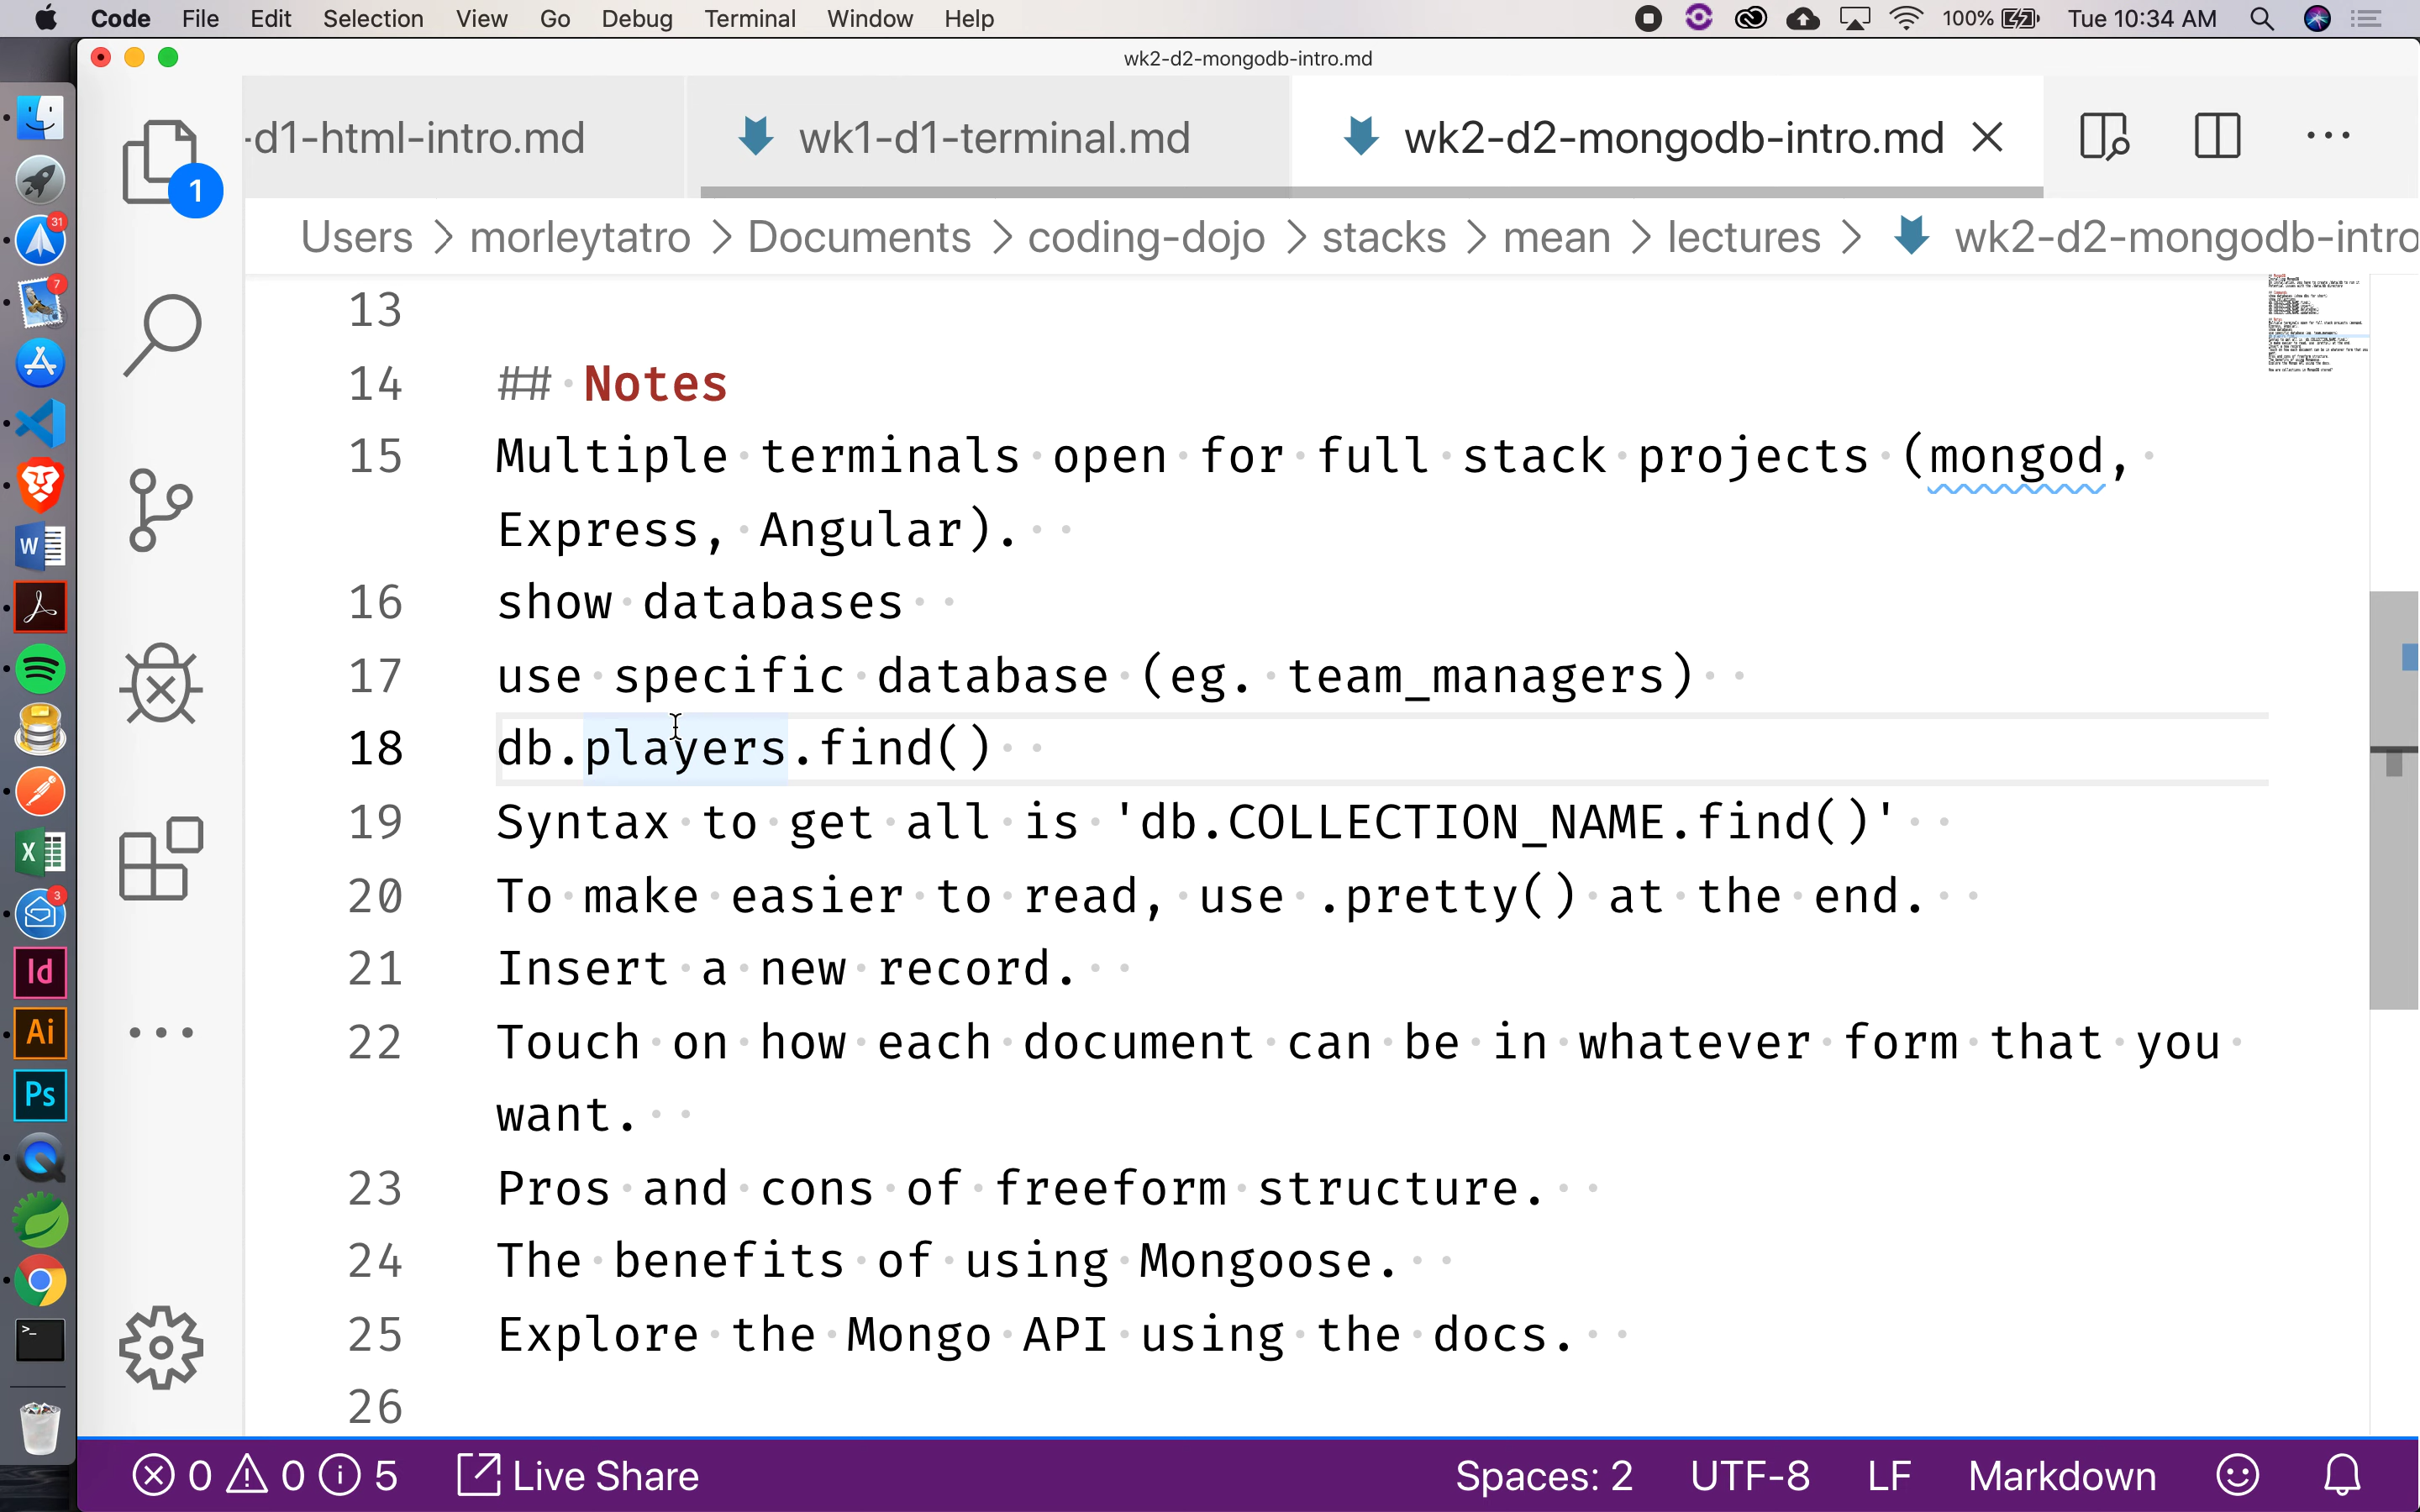 Code File Edit Selection View Go Debug Terminal Window Help 100% Tue 10:34 AM
wk2-d2-mongodb-intro.md
-d1-html-intro.md wk1-d1-terminal.md wk2-d2-mongodb-intro.md
Users > morleytatro > Documents > coding-dojo > stacks > mean > lectures > wk2-d2-mongodb-intro
13
14 ## Notes
15 Multiple terminals open for full stack projects (mongod,
Express, Angular).
16 show databases
17 use specific database (eg. team_managers)
18 db.players.find()
19 Syntax to get all is 'db.COLLECTION_NAME.find()'
20 To make easier to read, use .pretty() at the end.
21 Insert a new record.
22 Touch on how each document can be in whatever form that you
want.
23 Pros and cons of freeform structure.
24 The benefits of using Mongoose.
25 Explore the Mongo API using the docs.
26
0 0 5 Live Share Spaces: 2 UTF-8 LF Markdown
1
31
7
W
X
3
Id
Ai
Ps
>_